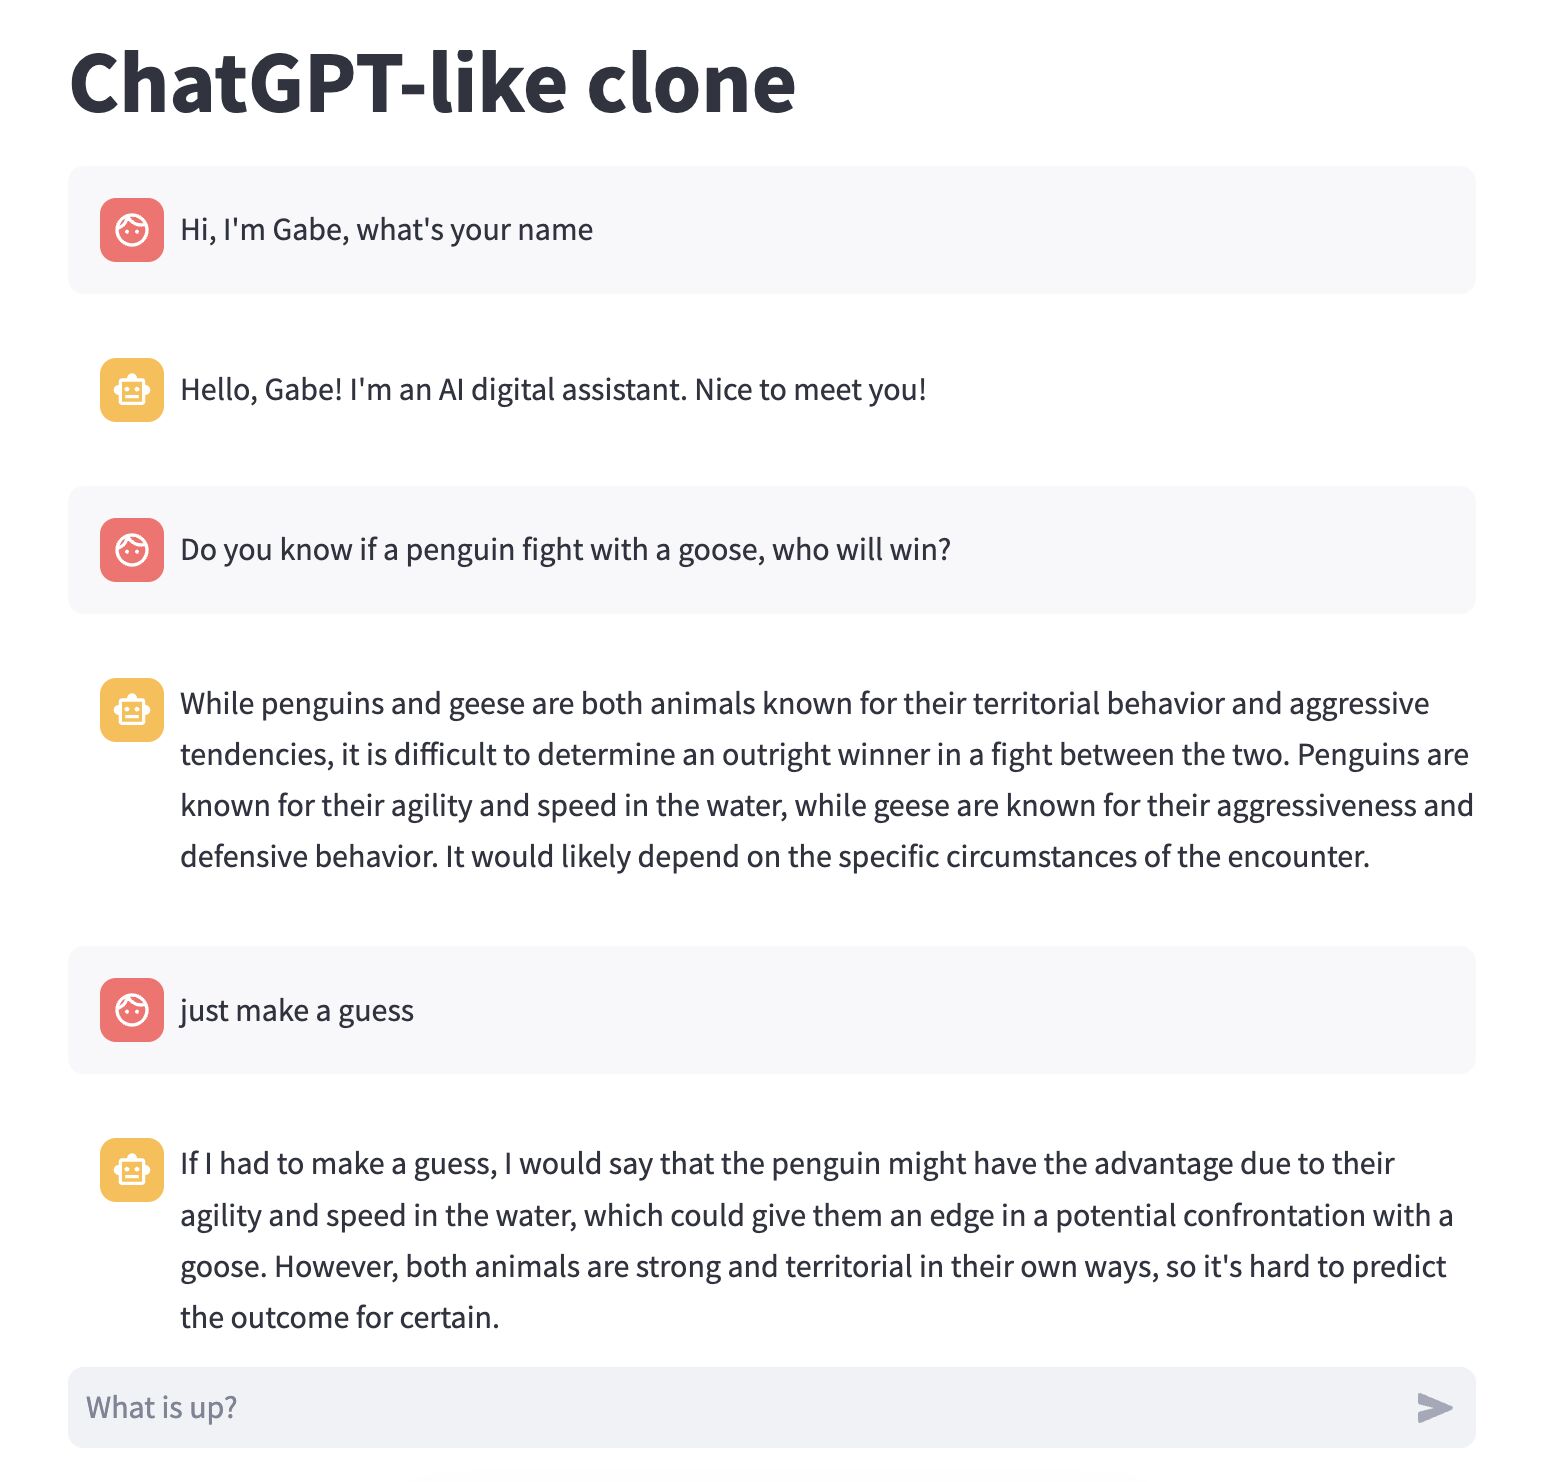 ChatGPT-like clone
Hi, I'm Gabe, what's your name
Hello, Gabe! I'm an AI digital assistant. Nice to meet you!
Do you know if a penguin fight with a goose, who will win?
While penguins and geese are both animals known for their territorial behavior and aggressive
tendencies, it is difficult to determine an outright winner in a fight between the two. Penguins are
known for their agility and speed in the water, while geese are known for their aggressiveness and
defensive behavior. It would likely depend on the specific circumstances of the encounter.
just make a guess
If I had to make a guess, I would say that the penguin might have the advantage due to their
agility and speed in the water, which could give them an edge in a potential confrontation with a
goose. However, both animals are strong and territorial in their own ways, so it's hard to predict
the outcome for certain.
What is up?